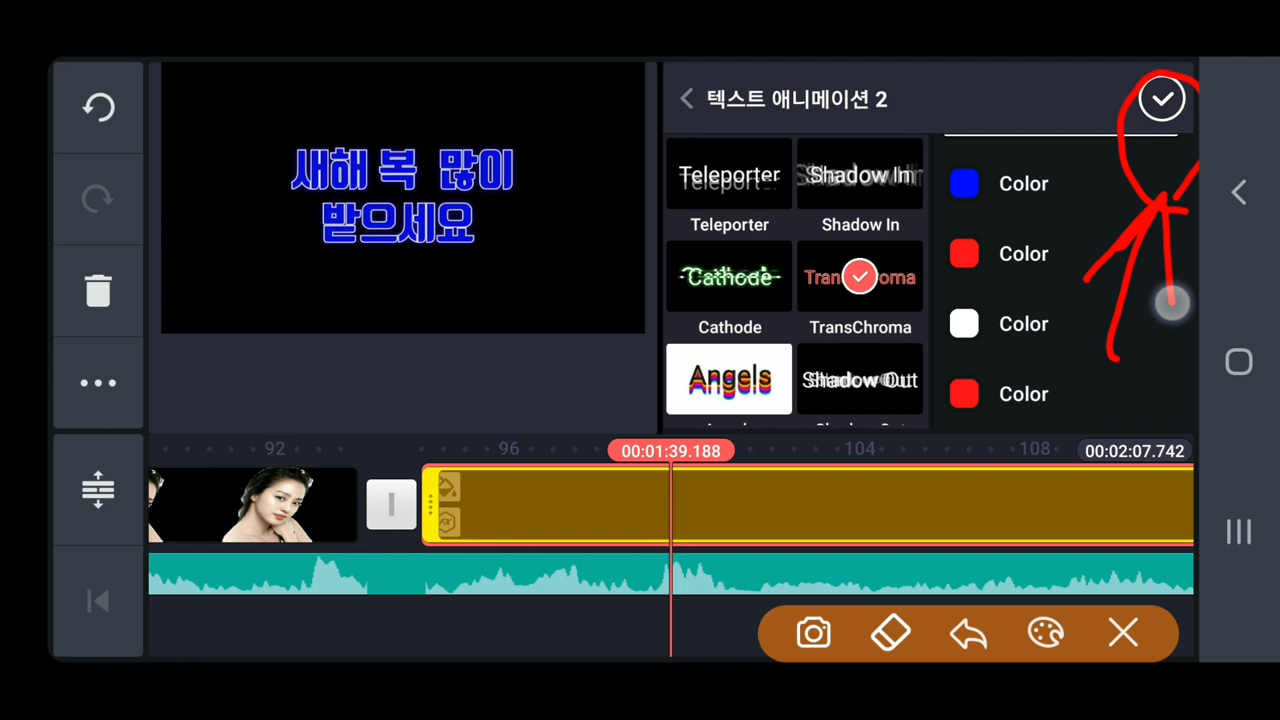 텍스트 애니메이션 2
새해 복 많이
받으세요
Teleporter
Shadow In
Teleporter
Shadow In
Cathode
TransChroma
Cathode
TransChroma
Angels
Shadow Out
Color
Color
Color
Color
92
96
00:01:39.188
104
108
00:02:07.742
FX